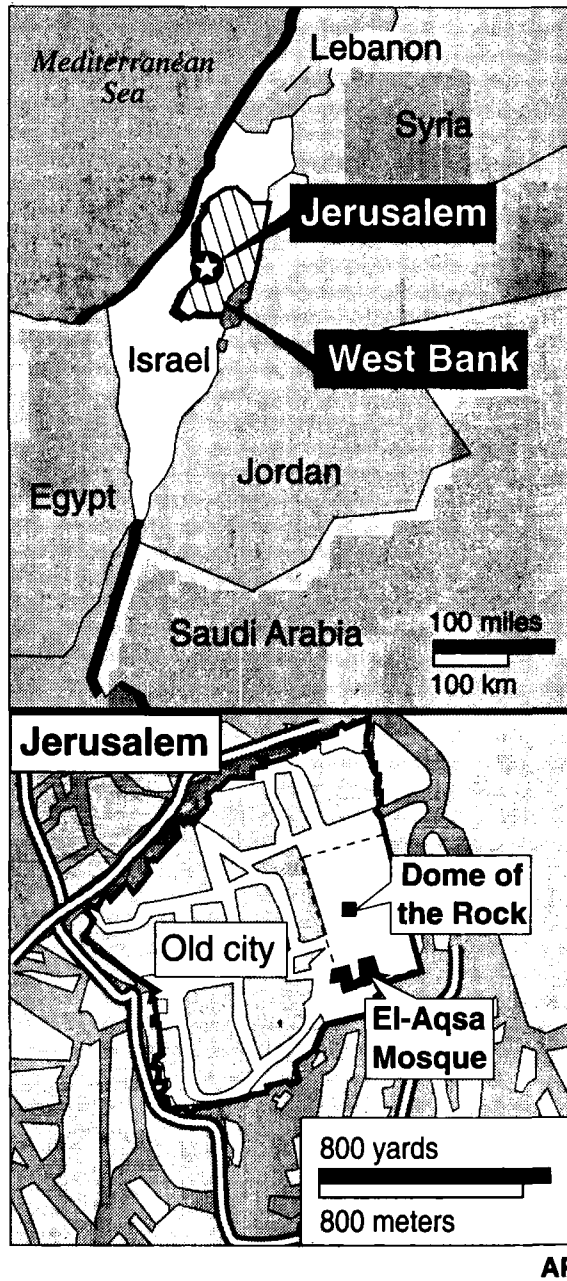 Mediterranean
Sea
Lebanon
Syria
Jerusalem
West Bank
Israel
Jordan
Egypt
Saudi Arabia
100 miles
100 km
Jerusalem
Dome of
the Rock
Old city
El-Aqsa
Mosque
800 yards
800 meters
AP